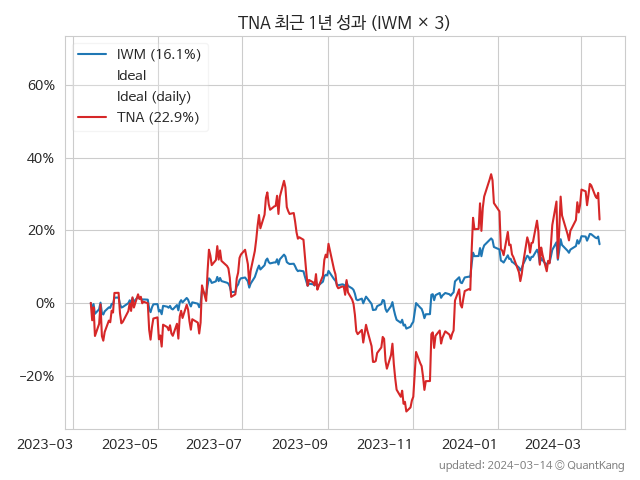 TNA 최근 1년 성과 (IWM × 3)
IWM (16.1%)
Ideal
Ideal (daily)
TNA (22.9%)
60%
40%
20%
0%
−20%
2023−03 2023−05 2023−07 2023−09 2023−11 2024−01 2024−03
updated: 2024−03−14 © QuantKang